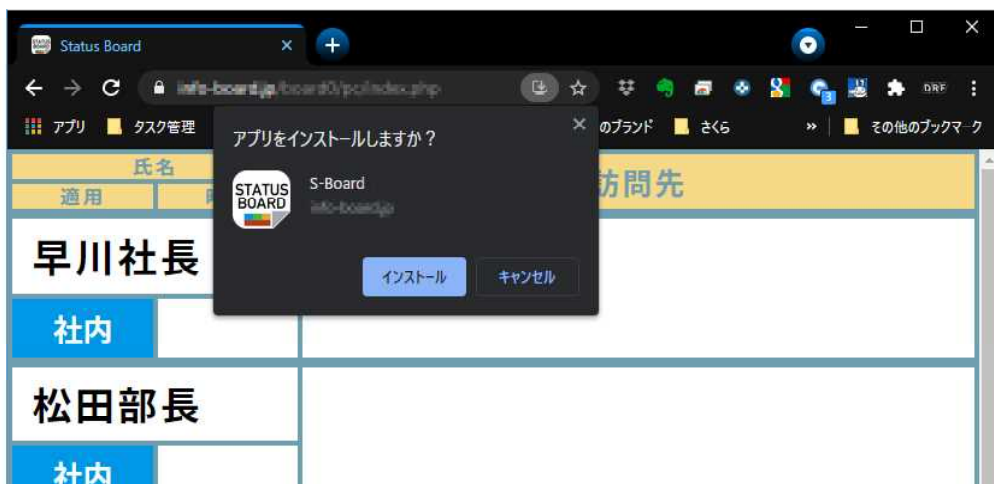 Status Board
アプリ タスク管理 のブランド さくら » その他のブックマーク
アプリをインストールしますか？
STATUS
BOARD
S-Board
インストール キャンセル
氏名
訪問先
適用
早川社長
社内
松田部長
社内
DRF
3